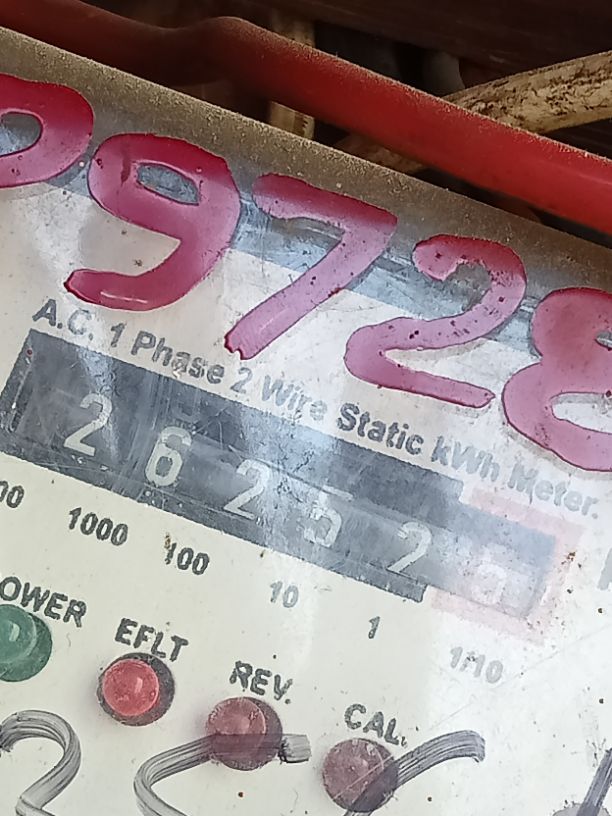 9728
A.C. 1 Phase 2 Wire Static kWh Meter.
2 6 2 5 2
1000 100 10 1 1/10
POWER EFLT REV. CAL.